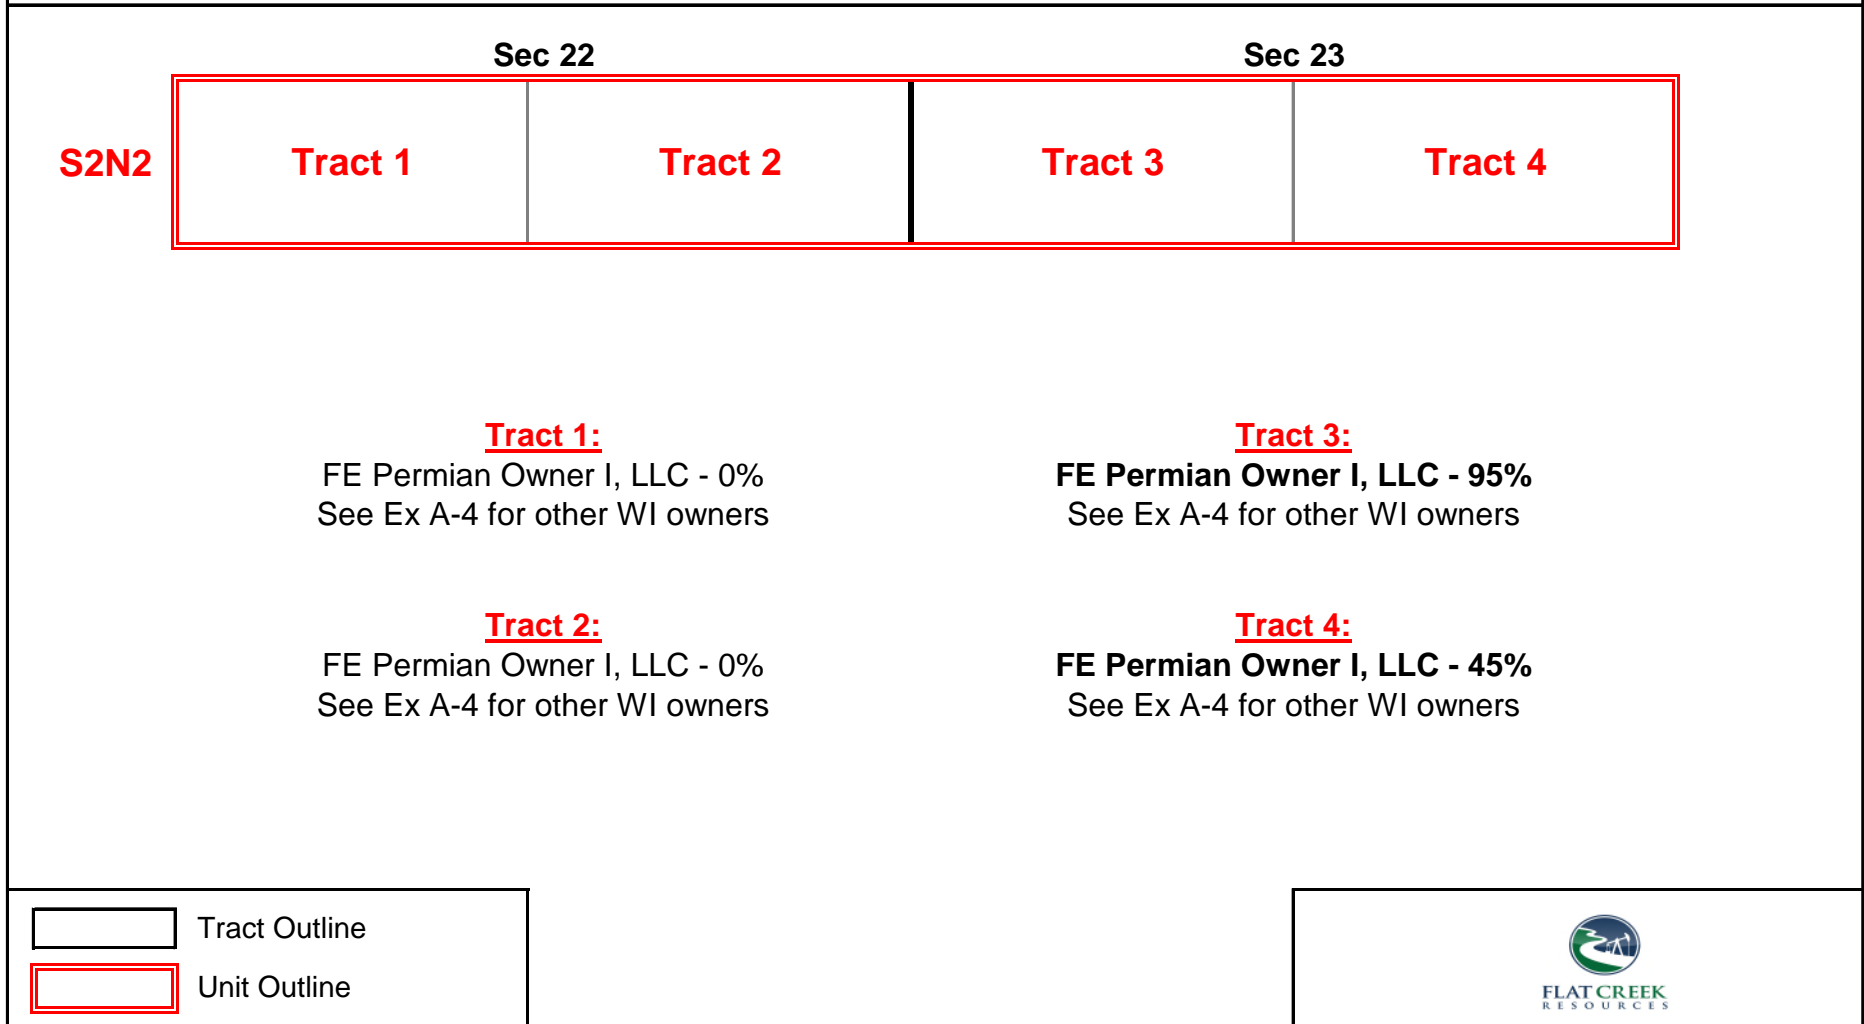 Sec 22
Sec 23
S2N2
Tract 1
Tract 2
Tract 3
Tract 4
Tract 1:
FE Permian Owner I, LLC - 0%
See Ex A-4 for other WI owners
Tract 3:
FE Permian Owner I, LLC - 95%
See Ex A-4 for other WI owners
Tract 2:
FE Permian Owner I, LLC - 0%
See Ex A-4 for other WI owners
Tract 4:
FE Permian Owner I, LLC - 45%
See Ex A-4 for other WI owners
Tract Outline
Unit Outline
FLAT CREEK
RESOURCES